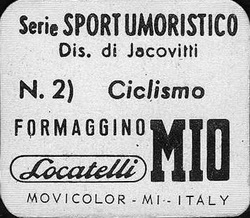 Serie SPORT UMORISTICO
Dis. di Jacovitti
N. 2) Ciclismo
FORMAGGINO MIO
Locatelli
MOVICOLOR - MI - ITALY